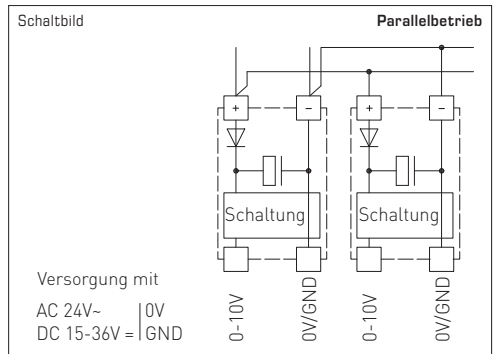 Schaltbild
Parallelbetrieb
+ − + −
Schaltung Schaltung
Versorgung mit
AC 24V~ 0V
DC 15-36V = GND
0-10V
0V/GND
0-10V
0V/GND